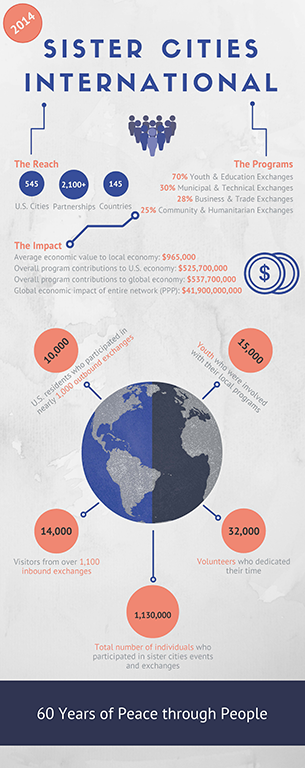 2014
SISTER CITIES
INTERNATIONAL
The Reach
545
2,100+
145
U.S. Cities
Partnerships
Countries
The Programs
70% Youth & Education Exchanges
30% Municipal & Technical Exchanges
28% Business & Trade Exchanges
25% Community & Humanitarian Exchanges
The Impact
Average economic value to local economy: $965,000
Overall program contributions to U.S. economy: $525,700,000
Overall program contributions to global economy: $537,700,000
Global economic impact of entire network (PPP): $41,900,000,000
$
10,000
U.S. residents who participated in
nearly 1,000 outbound exchanges
15,000
Youth who were involved
with their local programs
14,000
Visitors from over 1,100
inbound exchanges
32,000
Volunteers who dedicated
their time
1,130,000
Total number of individuals who
participated in sister cities events
and exchanges
60 Years of Peace through People